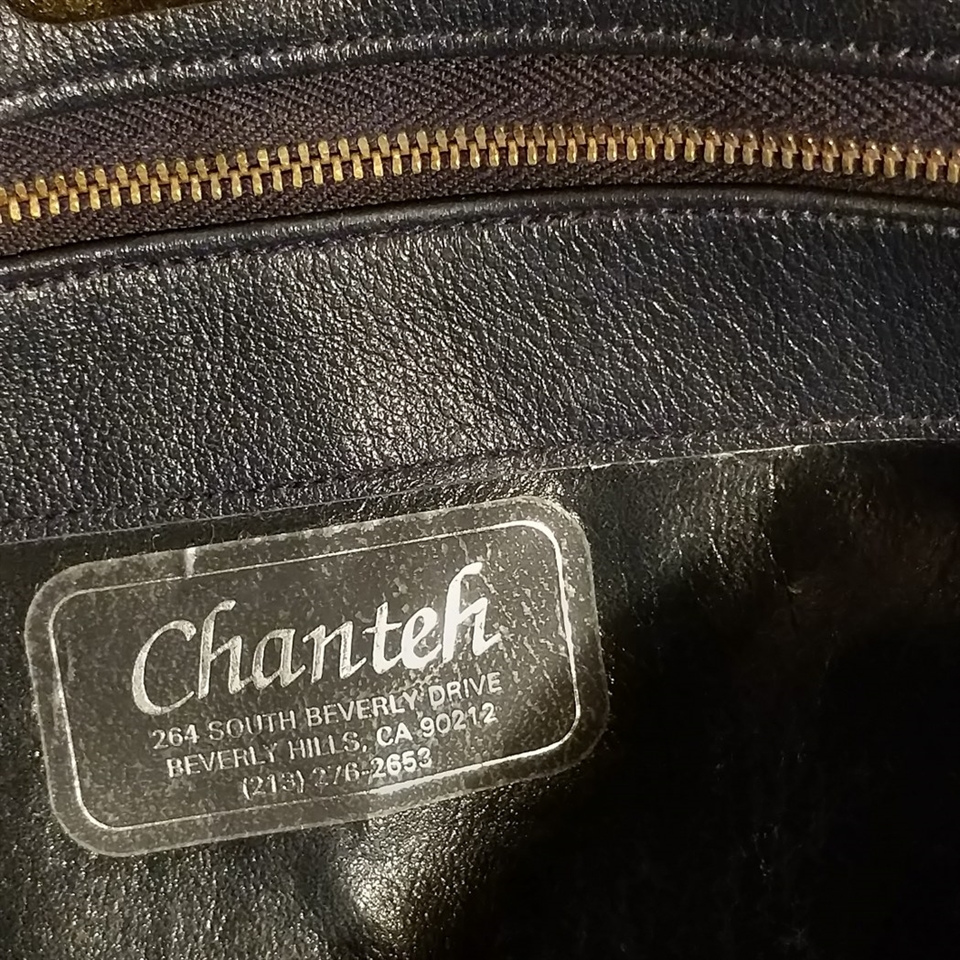 Chanteh
264 SOUTH BEVERLY DRIVE
BEVERLY HILLS, CA 90212
(213) 276-2653